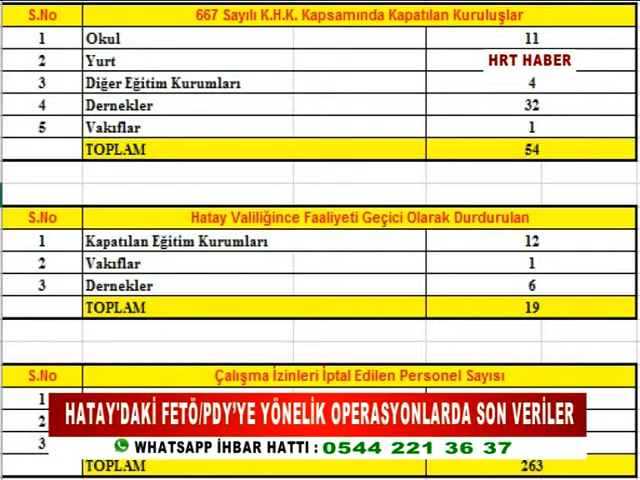 S.No 667 Sayılı K.H.K. Kapsamında Kapatılan Kuruluşlar
1 Okul 11
2 Yurt HRT HABER
3 Diğer Eğitim Kurumları 4
4 Dernekler 32
5 Vakıflar 1
TOPLAM 54
S.No Hatay Valiliğince Faaliyeti Geçici Olarak Durdurulan
1 Kapatılan Eğitim Kurumları 12
2 Vakıflar 1
3 Dernekler 6
TOPLAM 19
S.No Çalışma İzinleri İptal Edilen Personel Sayısı
1
HATAY'DAKİ FETÖ/PDY’YE YÖNELİK OPERASYONLARDA SON VERİLER
2
3
WHATSAPP İHBAR HATTI : 0544 221 36 37
TOPLAM 263